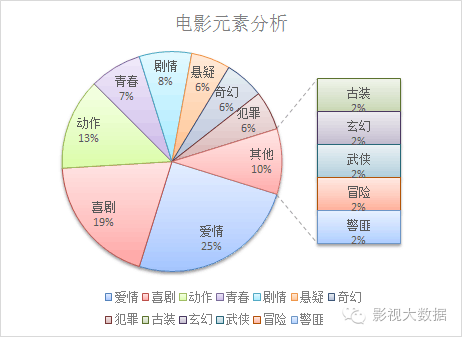 电影元素分析
剧情
8%
悬疑
6%
奇幻
6%
犯罪
6%
其他
10%
爱情
25%
喜剧
19%
动作
13%
青春
7%
古装
2%
玄幻
2%
武侠
2%
冒险
2%
警匪
2%
爱情 喜剧 动作 青春 剧情 悬疑 奇幻
犯罪 古装 玄幻 武侠 冒险 警匪
影视大数据